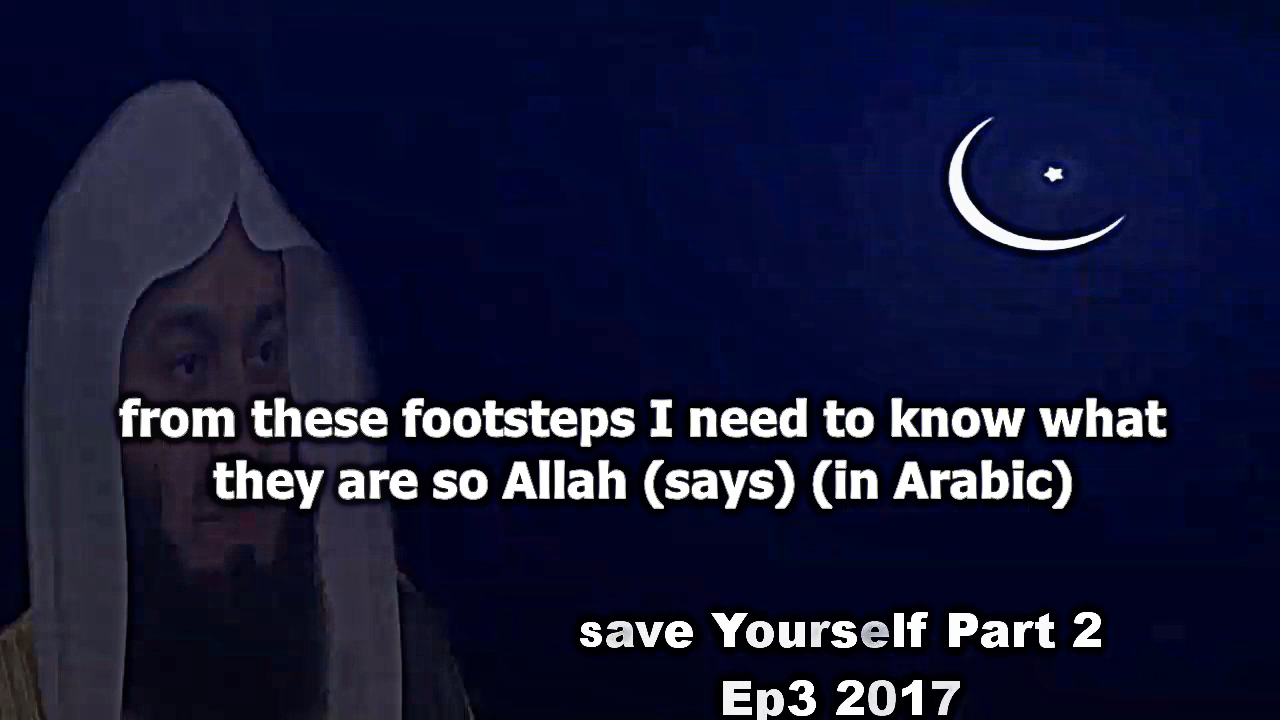 from these footsteps I need to know what
they are so Allah (says) (in Arabic)
save Yourself Part 2
Ep3 2017